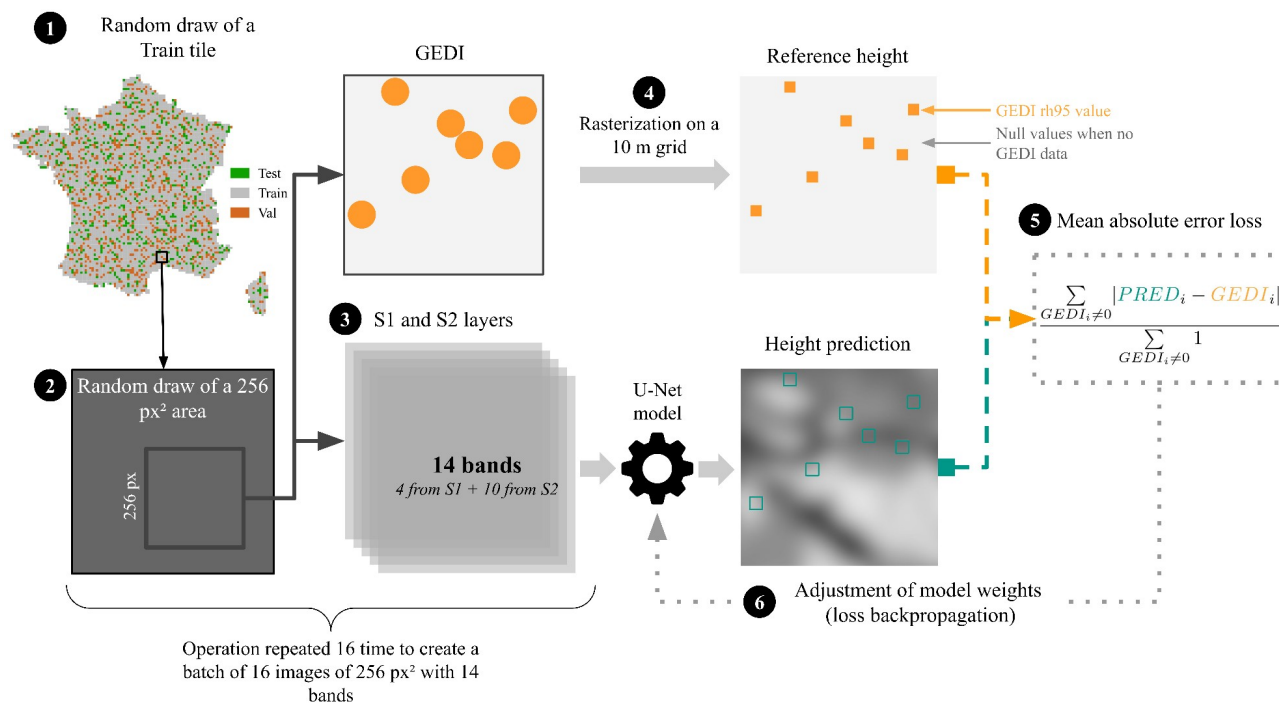 1
Random draw of a
Train tile
Test
Train
Val
GEDI
4
Rasterization on a
10 m grid
Reference height
GEDI rh95 value
Null values when no
GEDI data
5 Mean absolute error loss
∑ |PRED_i − GEDI_i|
GEDI_i≠0
∑ 1
GEDI_i≠0
2
Random draw of a 256
px² area
256 px
3 S1 and S2 layers
14 bands
4 from S1 + 10 from S2
U-Net
model
Height prediction
6 Adjustment of model weights
(loss backpropagation)
Operation repeated 16 time to create a
batch of 16 images of 256 px² with 14
bands